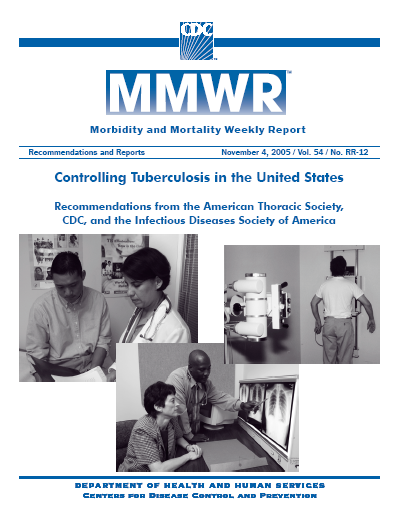 CDC
MMWR™
Morbidity and Mortality Weekly Report
Recommendations and Reports November 4, 2005 / Vol. 54 / No. RR-12
Controlling Tuberculosis in the United States
Recommendations from the American Thoracic Society,
CDC, and the Infectious Diseases Society of America
DEPARTMENT OF HEALTH AND HUMAN SERVICES
CENTERS FOR DISEASE CONTROL AND PREVENTION